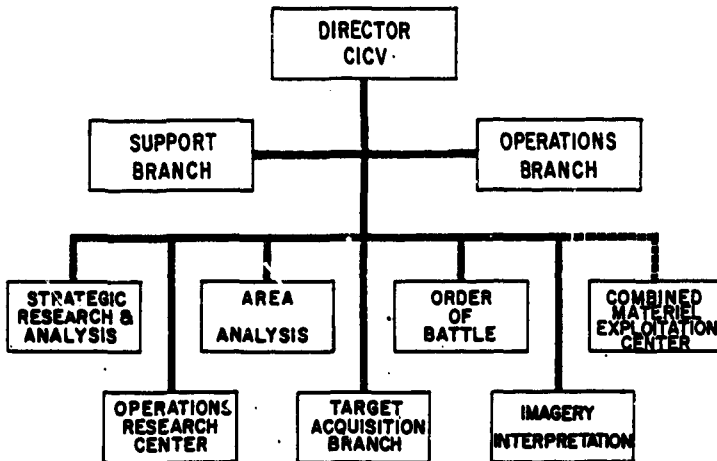 DIRECTOR
CICV
SUPPORT
BRANCH
OPERATIONS
BRANCH
STRATEGIC
RESEARCH &
ANALYSIS
AREA
ANALYSIS
ORDER
OF
BATTLE
COMBINED
MATERIEL
EXPLOITATION
CENTER
OPERATIONS
RESEARCH
CENTER
TARGET
ACQUISITION
BRANCH
IMAGERY
INTERPRETATION